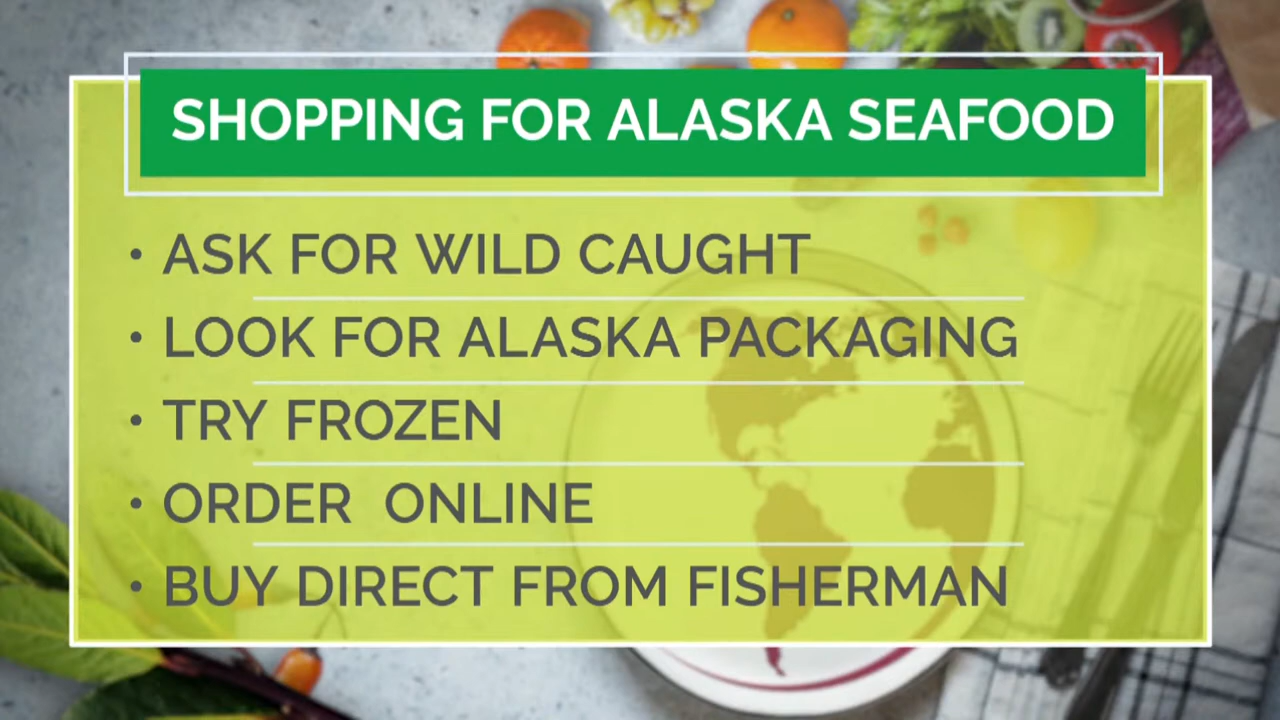 SHOPPING FOR ALASKA SEAFOOD
• ASK FOR WILD CAUGHT
• LOOK FOR ALASKA PACKAGING
• TRY FROZEN
• ORDER ONLINE
• BUY DIRECT FROM FISHERMAN